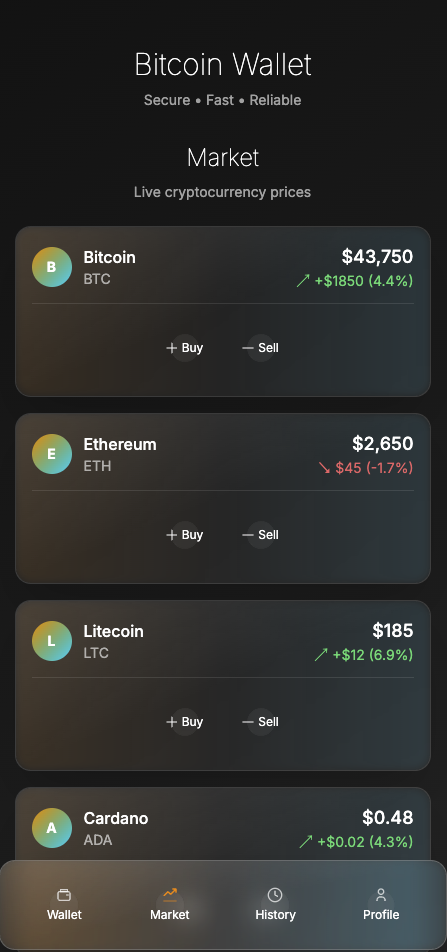 Bitcoin Wallet
Secure • Fast • Reliable
Market
Live cryptocurrency prices
B Bitcoin $43,750
BTC ↗ +$1850 (4.4%)
+ Buy — Sell
E Ethereum $2,650
ETH ↘ $45 (-1.7%)
+ Buy — Sell
L Litecoin $185
LTC ↗ +$12 (6.9%)
+ Buy — Sell
A Cardano $0.48
ADA ↗ +$0.02 (4.3%)
Wallet Market History Profile